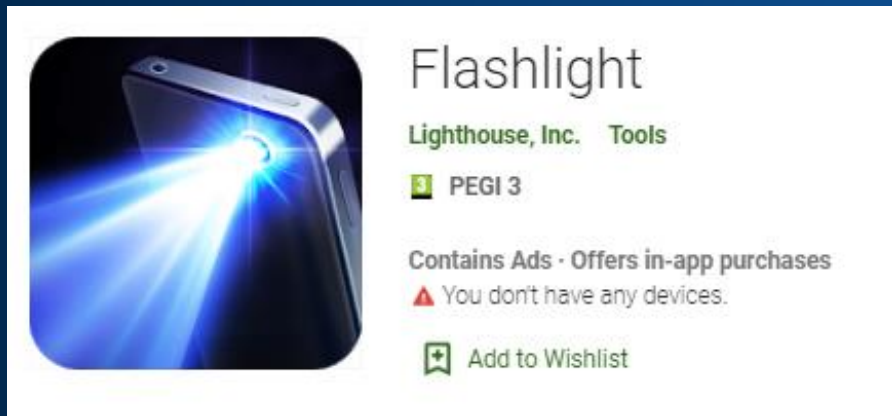 Flashlight
Lighthouse, Inc. Tools
3 PEGI 3
Contains Ads · Offers in-app purchases
You don't have any devices.
Add to Wishlist